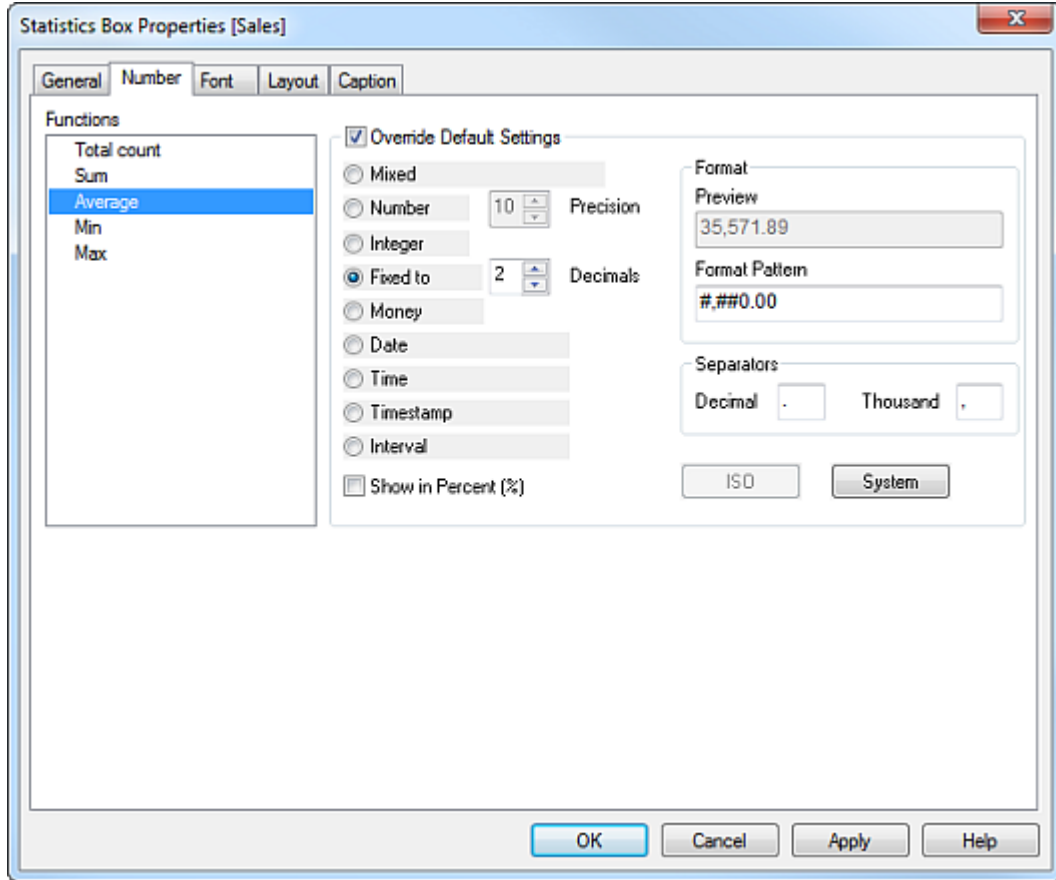 Statistics Box Properties [Sales]
General Number Font Layout Caption
Functions
Total count
Sum
Average
Min
Max
Override Default Settings
Mixed
Number 10 Precision
Integer
Fixed to 2 Decimals
Money
Date
Time
Timestamp
Interval
Show in Percent (%)
Format
Preview
35,571.89
Format Pattern
#,##0.00
Separators
Decimal . Thousand ,
ISO System
OK Cancel Apply Help